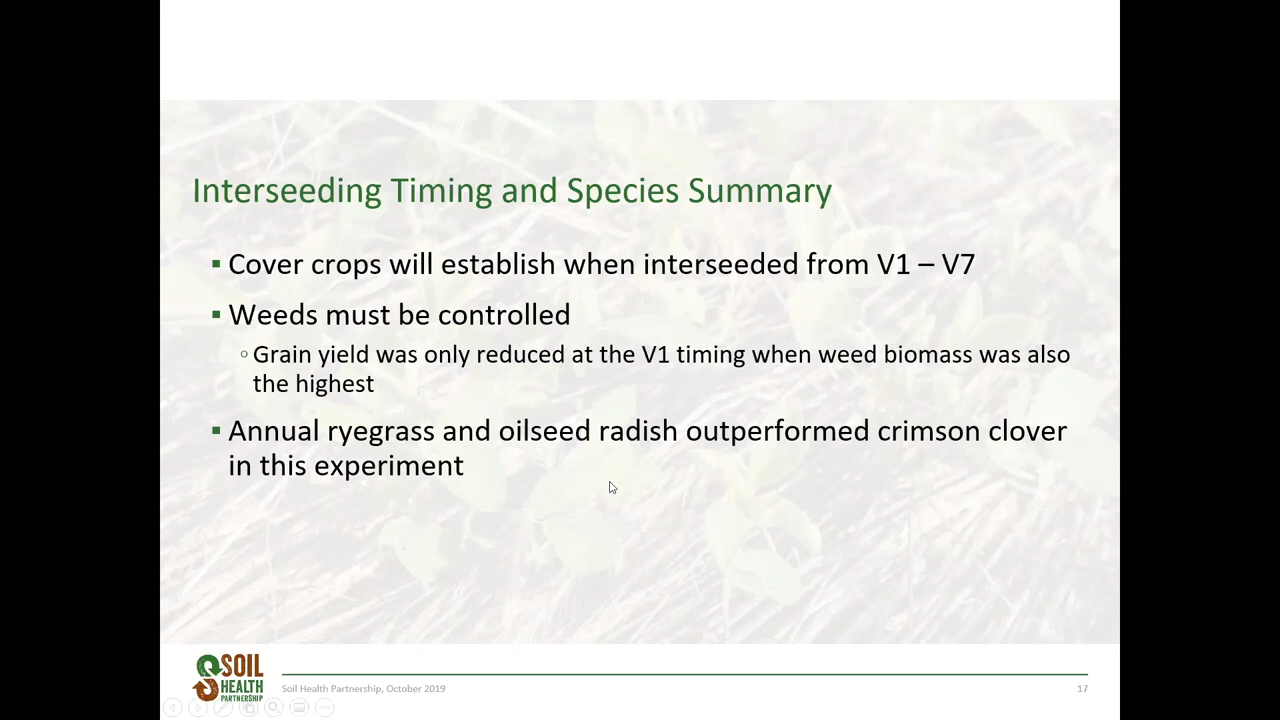 Interseeding Timing and Species Summary
▪ Cover crops will establish when interseeded from V1 – V7
▪ Weeds must be controlled
◦ Grain yield was only reduced at the V1 timing when weed biomass was also
the highest
▪ Annual ryegrass and oilseed radish outperformed crimson clover
in this experiment
SOIL
HEALTH
PARTNERSHIP
Soil Health Partnership, October 2019
17